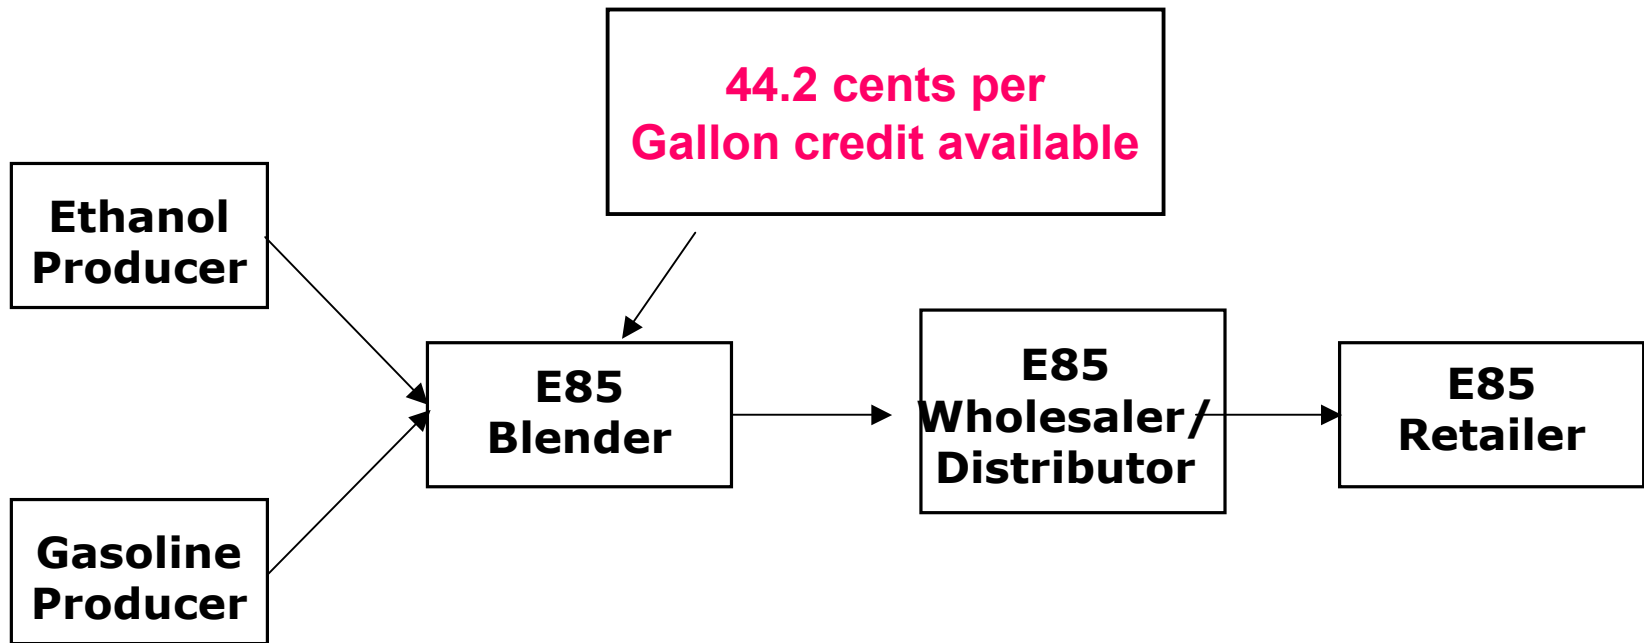 44.2 cents per
Gallon credit available
Ethanol
Producer
E85
Blender
E85
Wholesaler/
Distributor
E85
Retailer
Gasoline
Producer